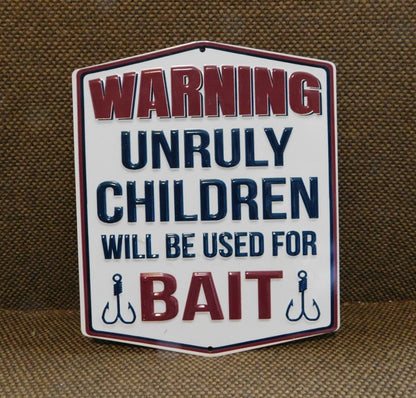 WARNING
UNRULY
CHILDREN
WILL BE USED FOR
BAIT